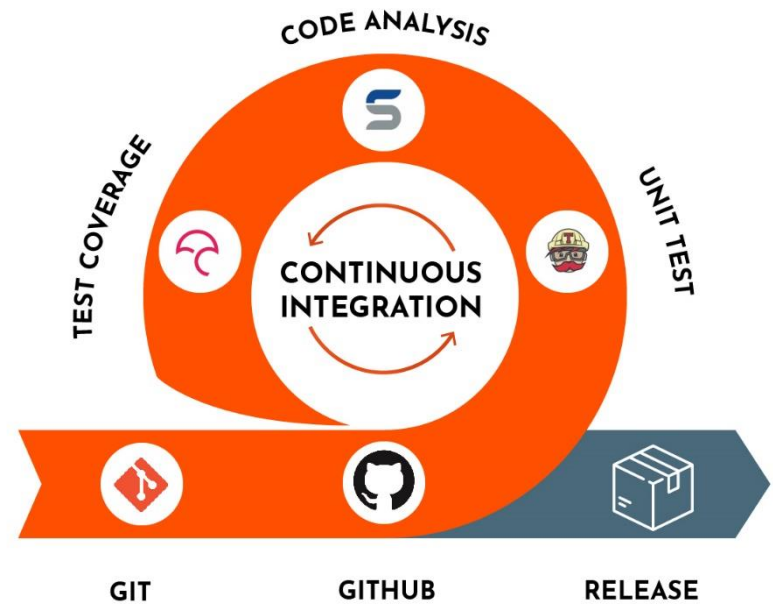 CODE ANALYSIS
TEST COVERAGE
UNIT TEST
CONTINUOUS
INTEGRATION
T
GIT
GITHUB
RELEASE